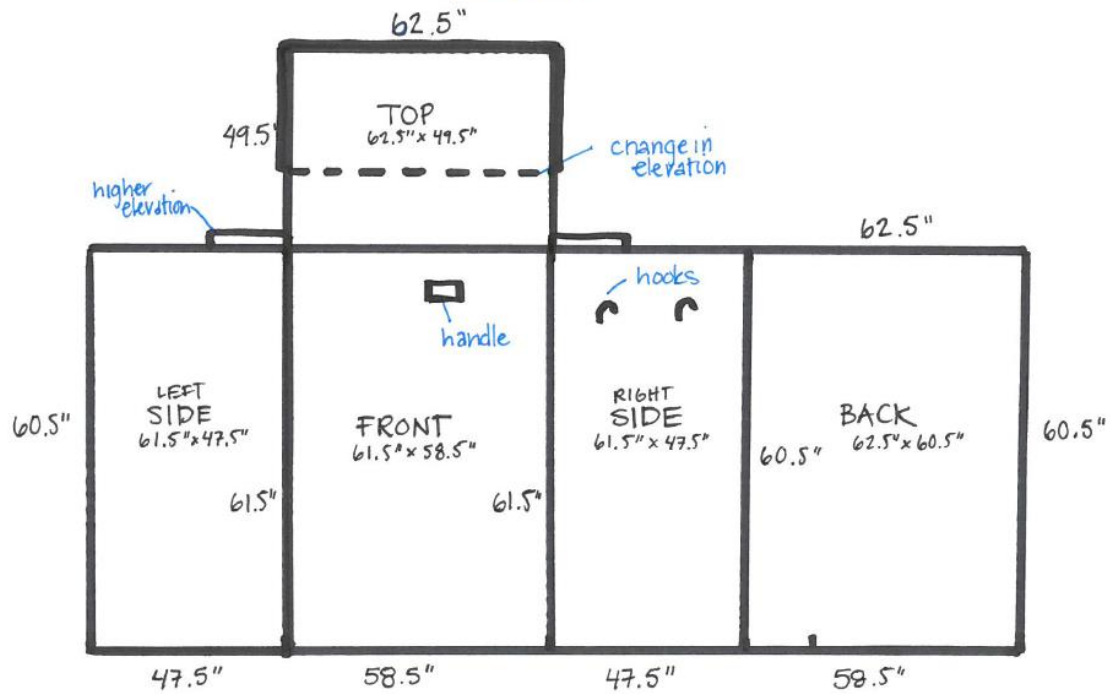 62.5"
TOP
62.5" x 49.5"
49.5"
change in
elevation
higher
elevation
62.5"
hooks
handle
LEFT
SIDE
61.5" x 47.5"
FRONT
61.5" x 58.5"
RIGHT
SIDE
61.5" x 47.5"
BACK
62.5" x 60.5"
60.5"
61.5"
61.5"
60.5"
60.5"
47.5"
58.5"
47.5"
58.5"